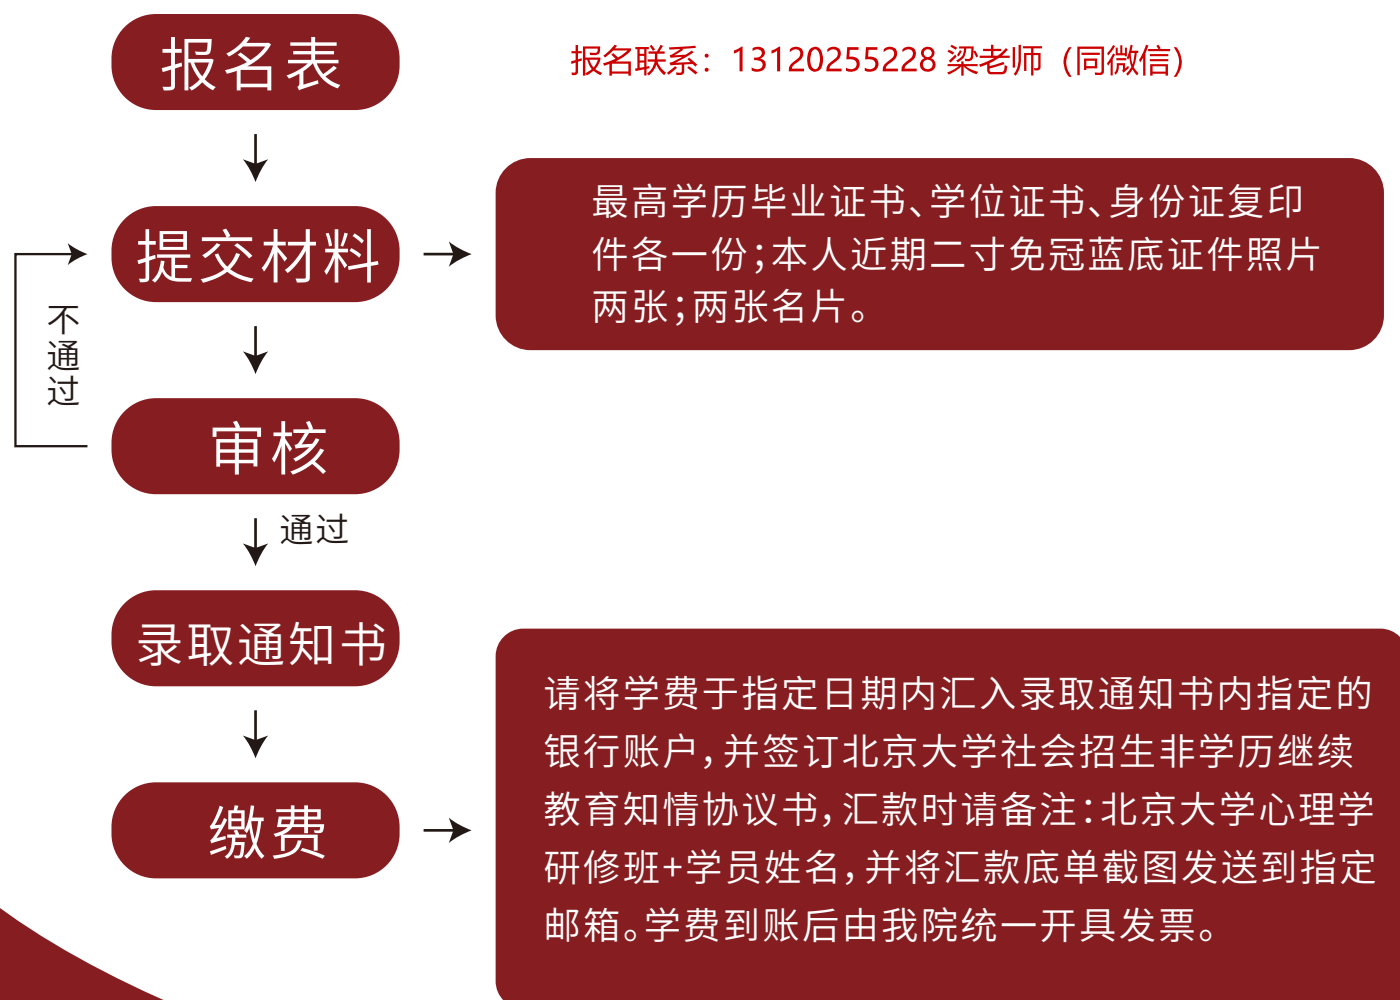 报名表
报名联系：13120255228 梁老师（同微信）
提交材料
最高学历毕业证书、学位证书、身份证复印
件各一份；本人近期二寸免冠蓝底证件照片
两张；两张名片。
不通过
审核
通过
录取通知书
缴费
请将学费于指定日期内汇入录取通知书内指定的
银行账户，并签订北京大学社会招生非学历继续
教育知情协议书，汇款时请备注：北京大学心理学
研修班+学员姓名，并将汇款底单截图发送到指定
邮箱。学费到账后由我院统一开具发票。